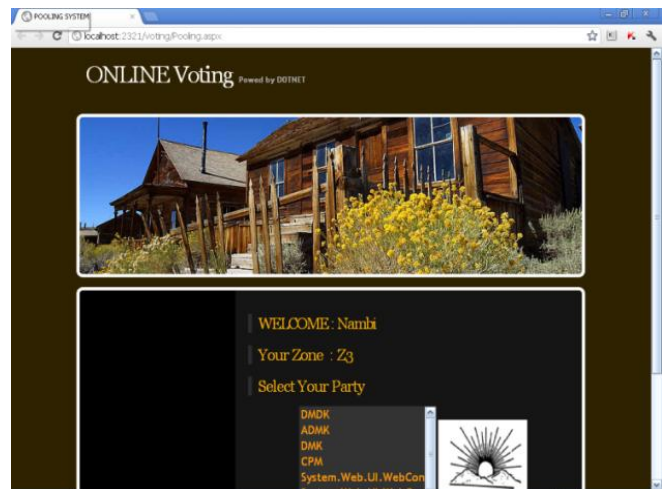 POOLING SYSTEM
localhost:2321/voting/Pooling.aspx
ONLINE Voting Powed by DOTNET
WELCOME : Nambi
Your Zone : Z3
Select Your Party
DMDK
ADMK
DMK
CPM
System.Web.UI.WebCon